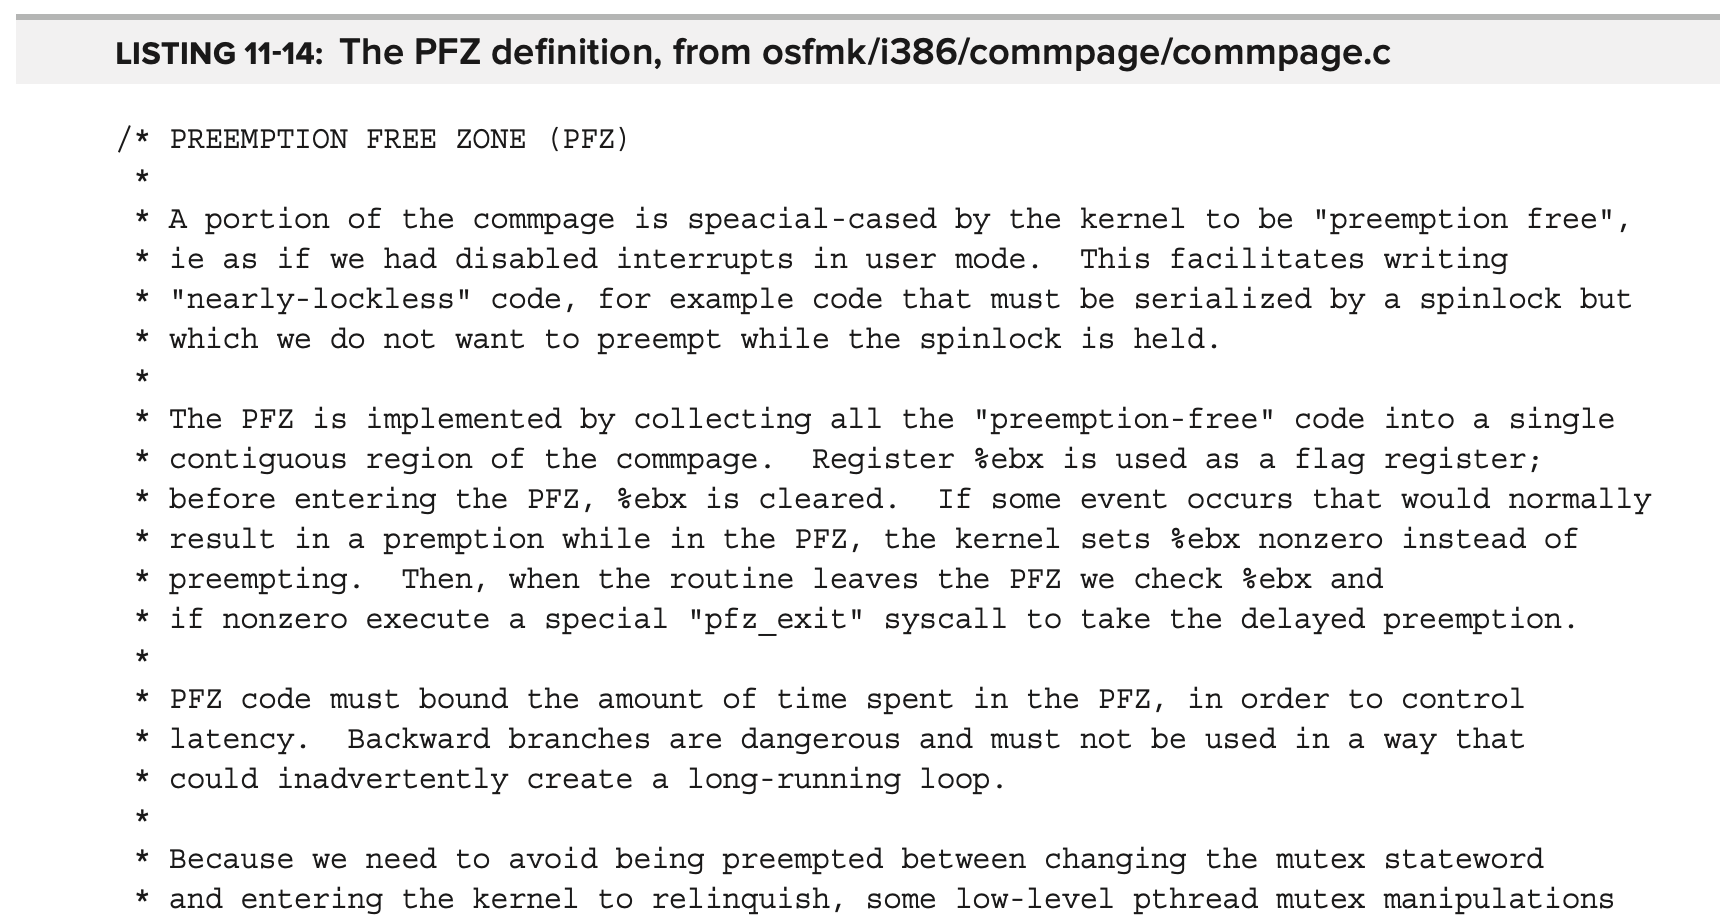 LISTING 11-14: The PFZ definition, from osfmk/i386/commpage/commpage.c
/* PREEMPTION FREE ZONE (PFZ)
*
* A portion of the commpage is speacial-cased by the kernel to be "preemption free",
* ie as if we had disabled interrupts in user mode.  This facilitates writing
* "nearly-lockless" code, for example code that must be serialized by a spinlock but
* which we do not want to preempt while the spinlock is held.
*
* The PFZ is implemented by collecting all the "preemption-free" code into a single
* contiguous region of the commpage.  Register %ebx is used as a flag register;
* before entering the PFZ, %ebx is cleared.  If some event occurs that would normally
* result in a premption while in the PFZ, the kernel sets %ebx nonzero instead of
* preempting.  Then, when the routine leaves the PFZ we check %ebx and
* if nonzero execute a special "pfz_exit" syscall to take the delayed preemption.
*
* PFZ code must bound the amount of time spent in the PFZ, in order to control
* latency.  Backward branches are dangerous and must not be used in a way that
* could inadvertently create a long-running loop.
*
* Because we need to avoid being preempted between changing the mutex stateword
* and entering the kernel to relinquish, some low-level pthread mutex manipulations